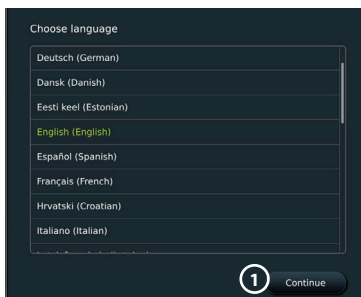 Choose language
Deutsch (German)
Dansk (Danish)
Eesti keel (Estonian)
English (English)
Español (Spanish)
Français (French)
Hrvatski (Croatian)
Italiano (Italian)
1 Continue